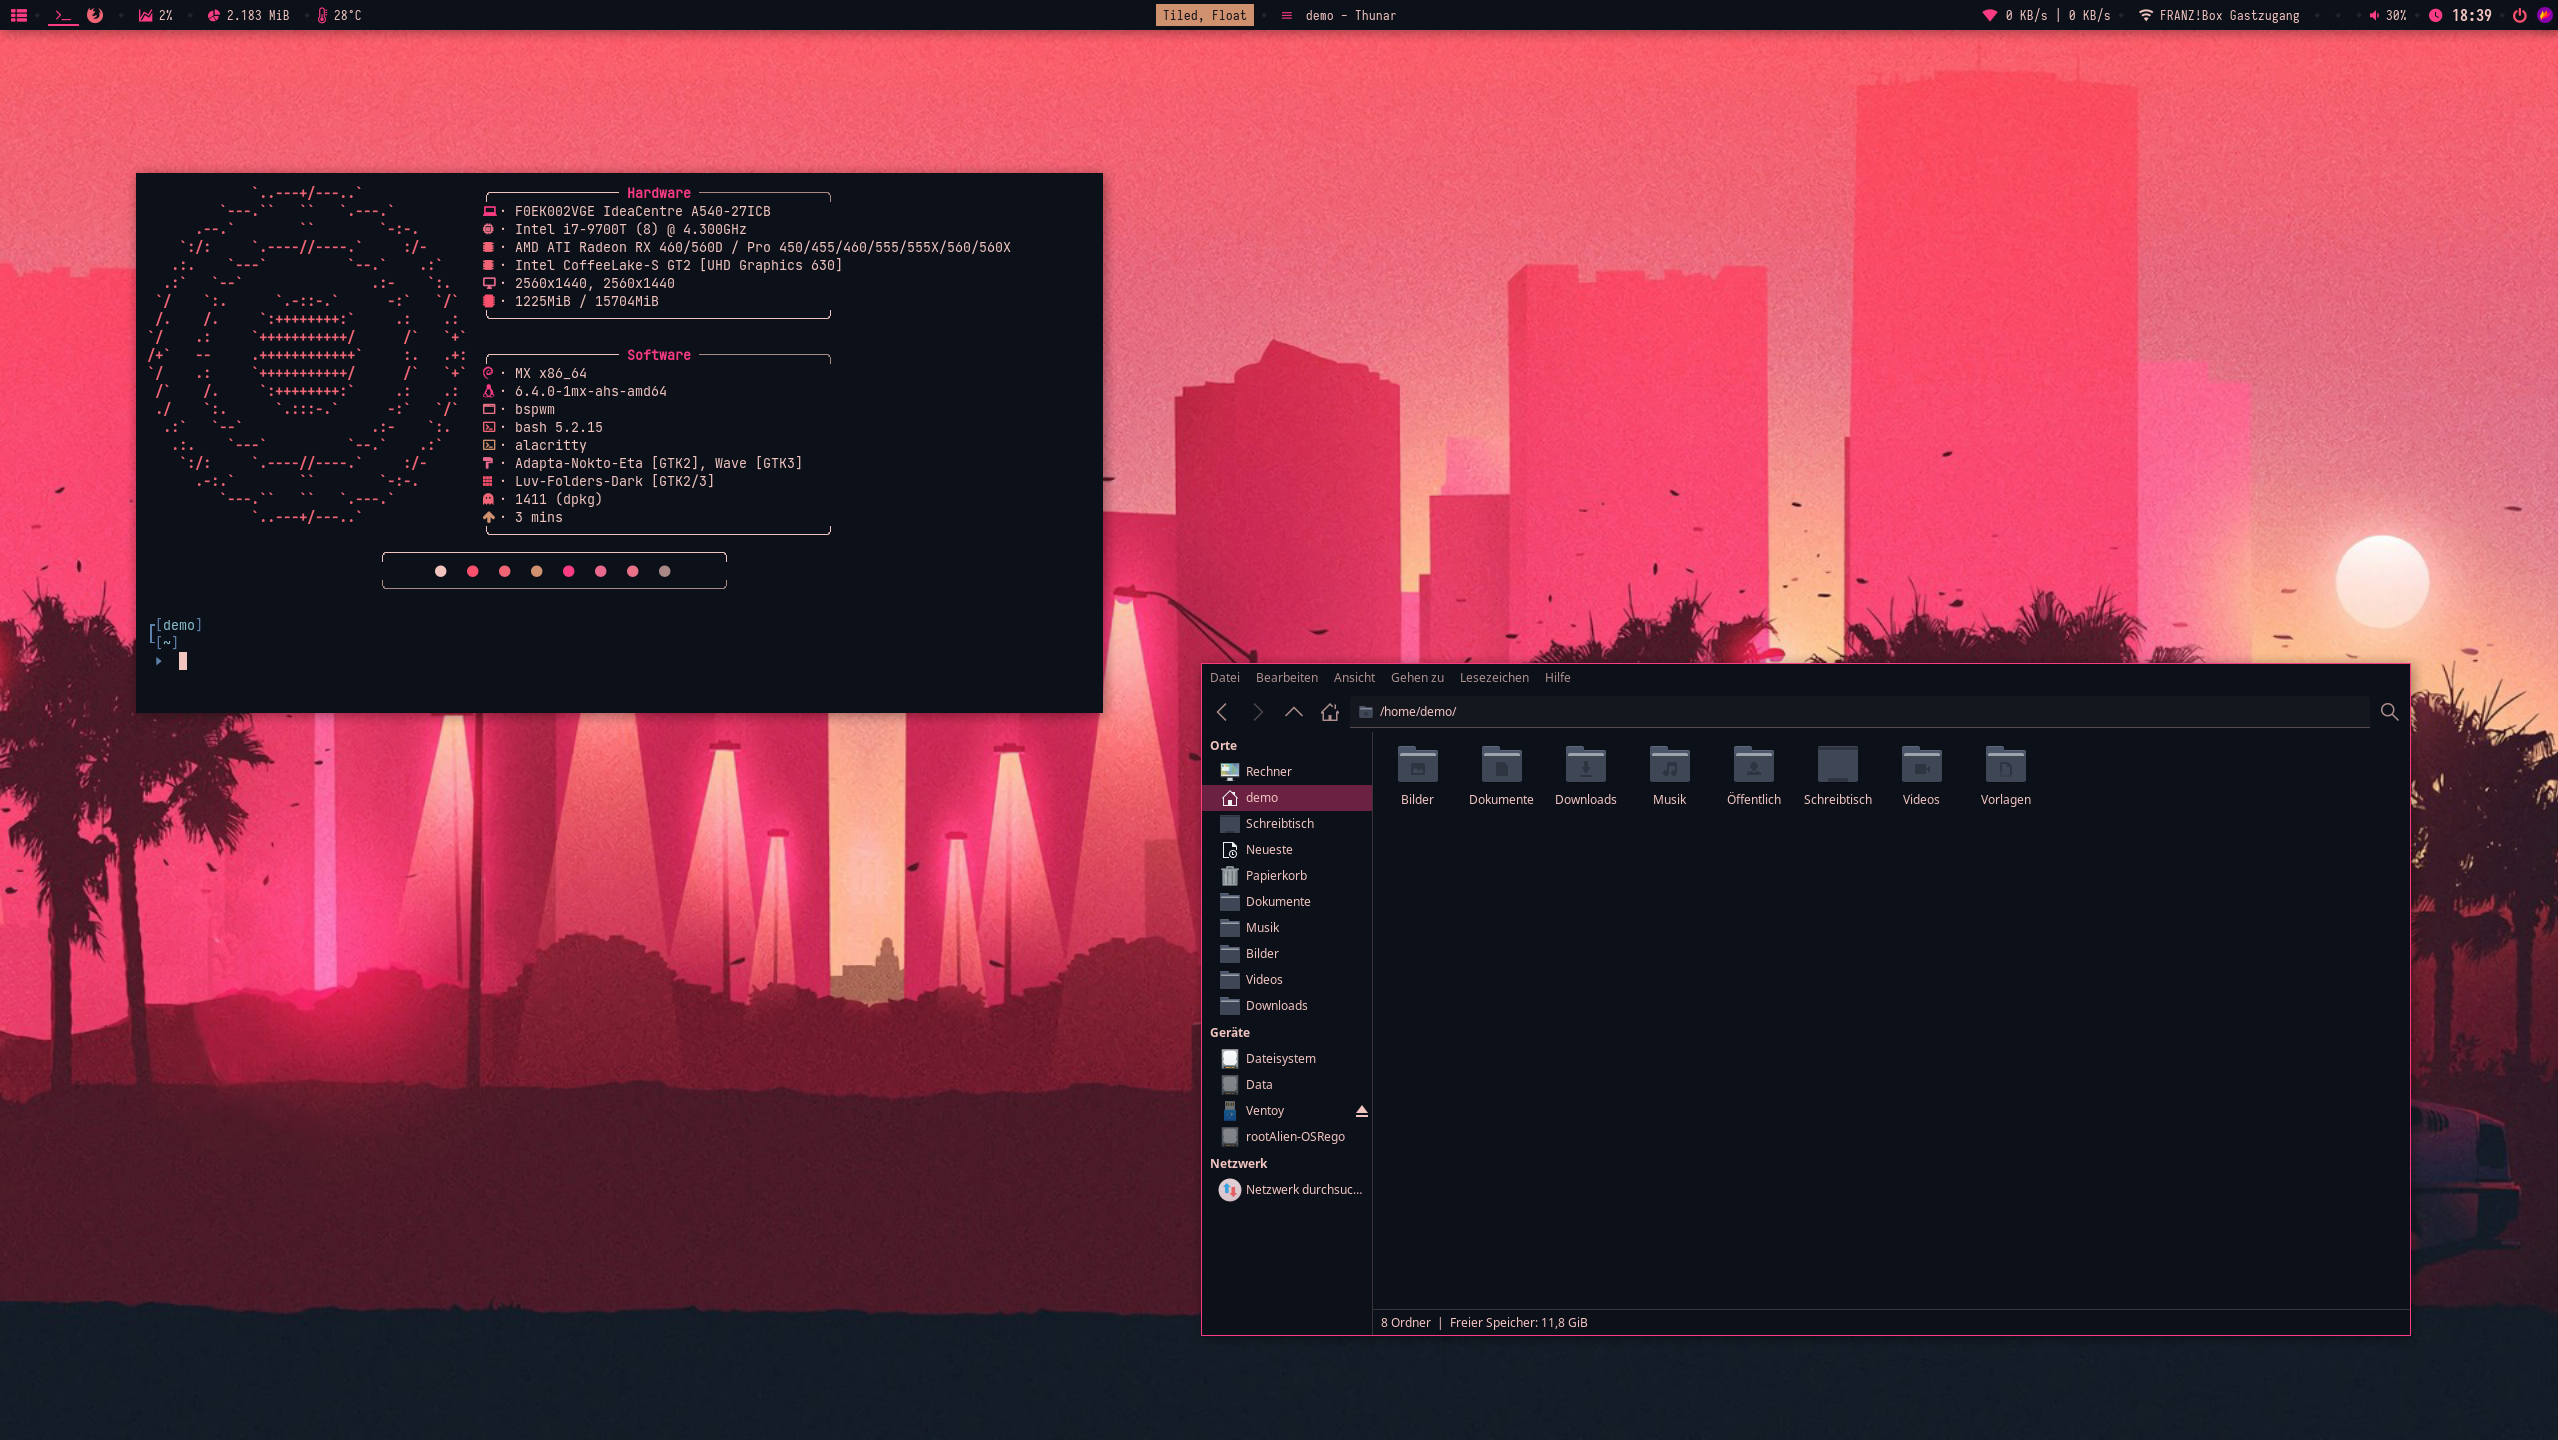 2%
2.183 MiB
28°C
Tiled, Float
demo - Thunar
0 KB/s | 0 KB/s
FRANZ!Box Gastzugang
30%
18:39
Hardware
· F0EK002VGE IdeaCentre A540-27ICB
· Intel i7-9700T (8) @ 4.300GHz
· AMD ATI Radeon RX 460/560D / Pro 450/455/460/555/555X/560/560X
· Intel CoffeeLake-S GT2 [UHD Graphics 630]
· 2560x1440, 2560x1440
· 1225MiB / 15704MiB
Software
· MX x86_64
· 6.4.0-1mx-ahs-amd64
· bspwm
· bash 5.2.15
· alacritty
· Adapta-Nokto-Eta [GTK2], Wave [GTK3]
· Luv-Folders-Dark [GTK2/3]
· 1411 (dpkg)
· 3 mins
[demo]
[~]
Datei Bearbeiten Ansicht Gehen zu Lesezeichen Hilfe
/home/demo/
Orte
Rechner
demo
Schreibtisch
Neueste
Papierkorb
Dokumente
Musik
Bilder
Videos
Downloads
Geräte
Dateisystem
Data
Ventoy
rootAlien-OSRego
Netzwerk
Netzwerk durchsuc...
Bilder Dokumente Downloads Musik Öffentlich Schreibtisch Videos Vorlagen
8 Ordner | Freier Speicher: 11,8 GiB